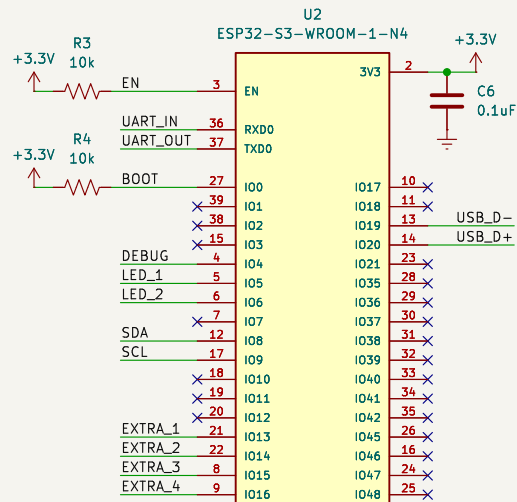 U2
ESP32-S3-WROOM-1-N4
R3
10k
+3.3V
EN 3 EN
3V3 2
+3.3V
C6
0.1uF
UART_IN 36 RXD0
UART_OUT 37 TXD0
R4
10k
+3.3V
BOOT 27 IO0
IO17 10
39 IO1
IO18 11
38 IO2
IO19 13 USB_D-
15 IO3
IO20 14 USB_D+
DEBUG 4 IO4
IO21 23
LED_1 5 IO5
IO35 28
LED_2 6 IO6
IO36 29
7 IO7
IO37 30
SDA 12 IO8
IO38 31
SCL 17 IO9
IO39 32
18 IO10
IO40 33
19 IO11
IO41 34
20 IO12
IO42 35
EXTRA_1 21 IO13
IO45 26
EXTRA_2 22 IO14
IO46 16
EXTRA_3 8 IO15
IO47 24
EXTRA_4 9 IO16
IO48 25